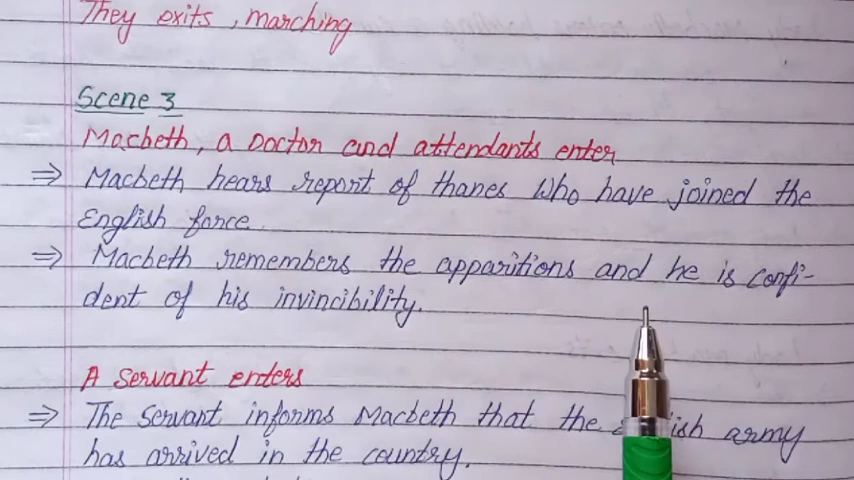 They exits, marching
Scene 3
Macbeth, a Doctor and attendants enter
⇒ Macbeth hears report of thanes who have joined the
English force.
⇒ Macbeth remembers the apparitions and he is confi-
dent of his invincibility.
A servant enters
⇒ The servant informs Macbeth that the army
has arrived in the country.